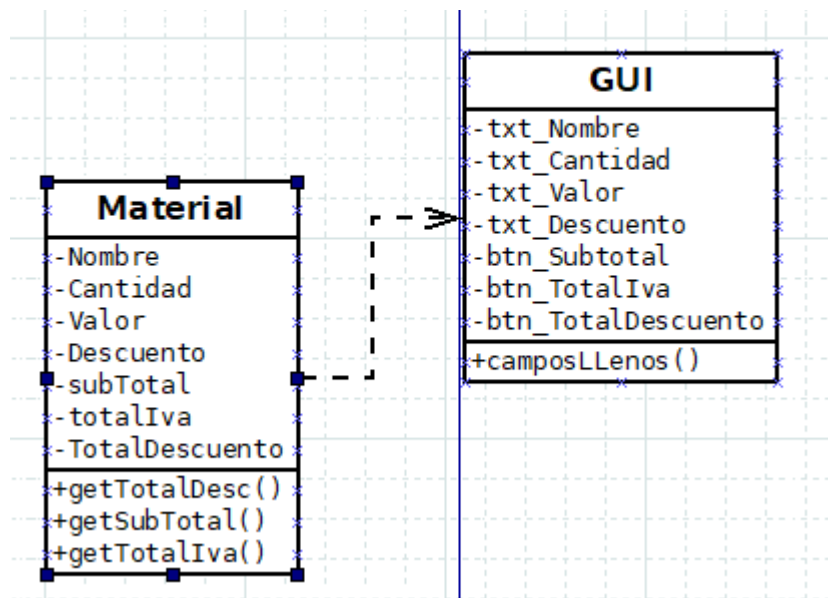 Material
-Nombre
-Cantidad
-Valor
-Descuento
-subTotal
-totalIva
-TotalDescuento
+getTotalDesc()
+getSubTotal()
+getTotalIva()
GUI
-txt_Nombre
-txt_Cantidad
-txt_Valor
-txt_Descuento
-btn_Subtotal
-btn_TotalIva
-btn_TotalDescuento
+camposLLenos()